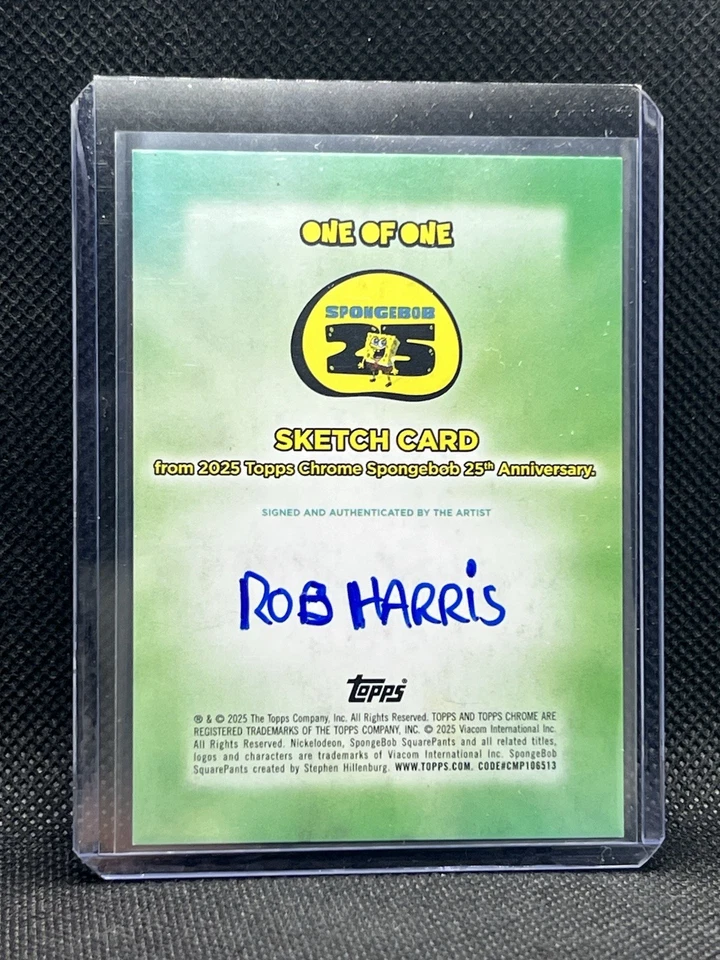 ONE OF ONE
SPONGEBOB
25
SKETCH CARD
from 2025 Topps Chrome Spongebob 25th Anniversary.
SIGNED AND AUTHENTICATED BY THE ARTIST
ROB HARRIS
topps®
® & © 2025 The Topps Company, Inc. All Rights Reserved. TOPPS AND TOPPS CHROME ARE
REGISTERED TRADEMARKS OF THE TOPPS COMPANY, INC. © 2025 Viacom International Inc.
All Rights Reserved. Nickelodeon, SpongeBob SquarePants and all related titles,
logos and characters are trademarks of Viacom International Inc. SpongeBob
SquarePants created by Stephen Hillenburg. WWW.TOPPS.COM. CODE#CMP106513